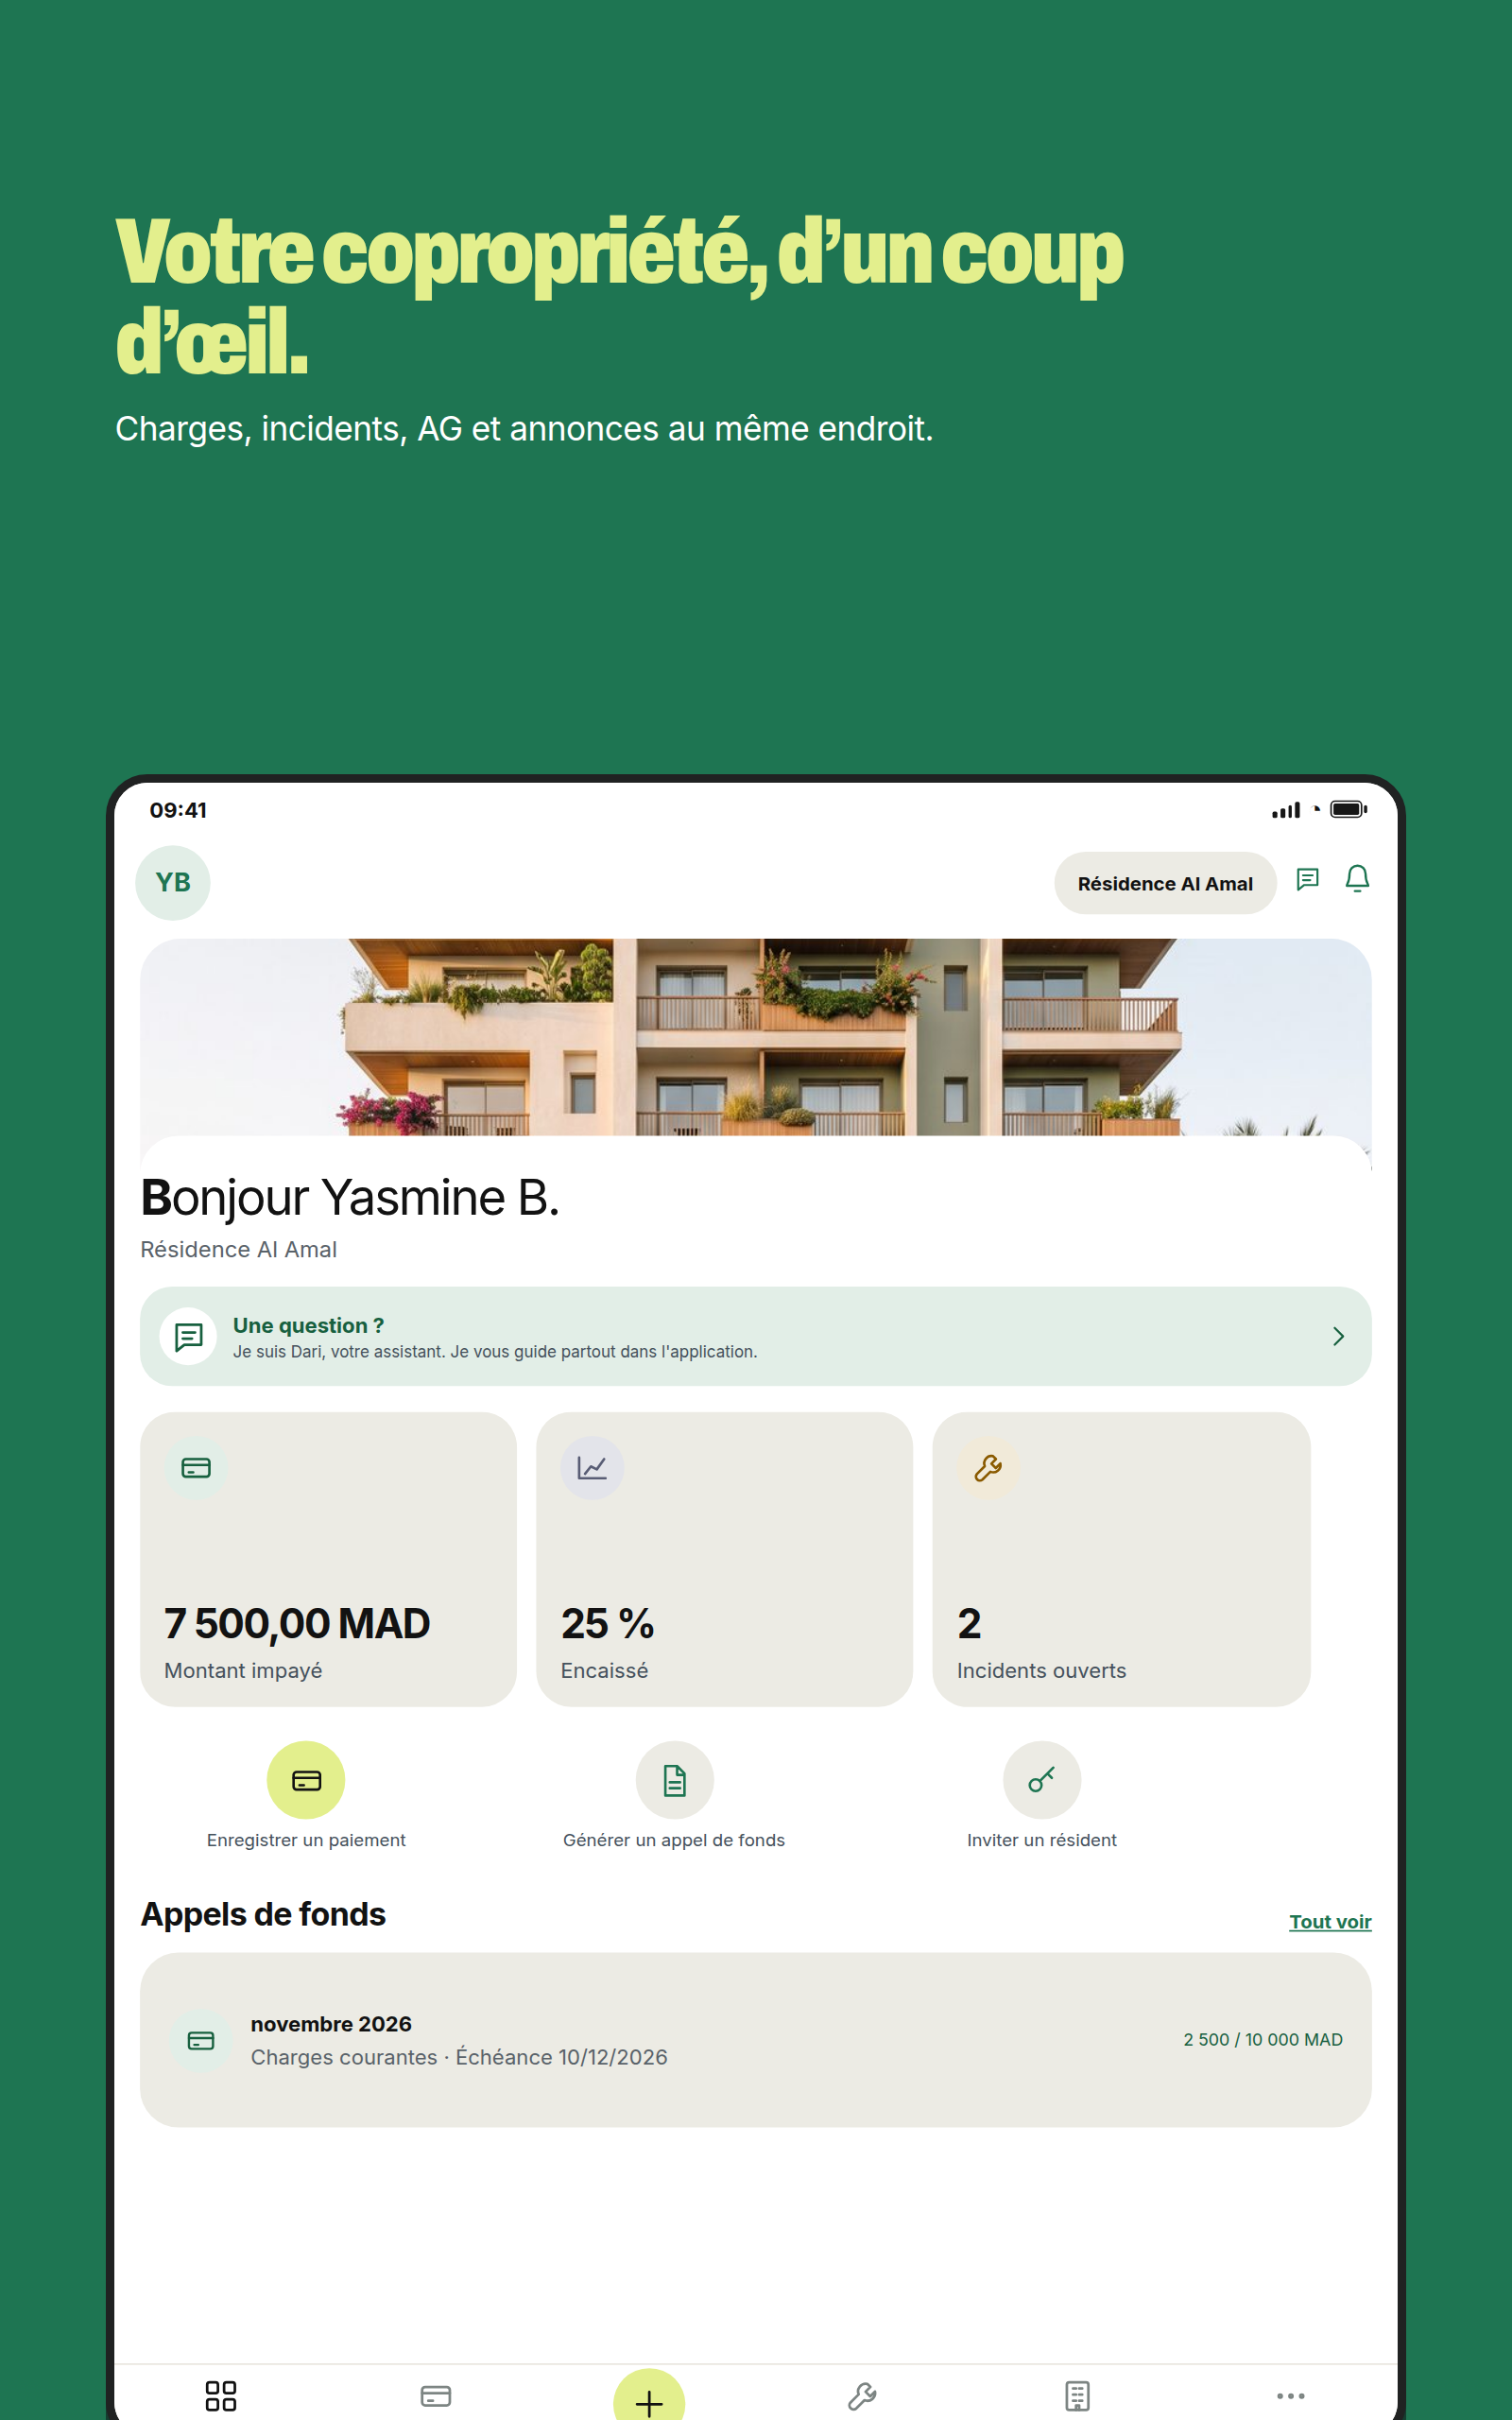 Votre copropriété, d’un coup
d’œil.
Charges, incidents, AG et annonces au même endroit.
09:41
YB
Résidence Al Amal
Bonjour Yasmine B.
Résidence Al Amal
Une question ?
Je suis Dari, votre assistant. Je vous guide partout dans l'application.
7 500,00 MAD
Montant impayé
25 %
Encaissé
2
Incidents ouverts
Enregistrer un paiement
Générer un appel de fonds
Inviter un résident
Appels de fonds
Tout voir
novembre 2026
Charges courantes · Échéance 10/12/2026
2 500 / 10 000 MAD